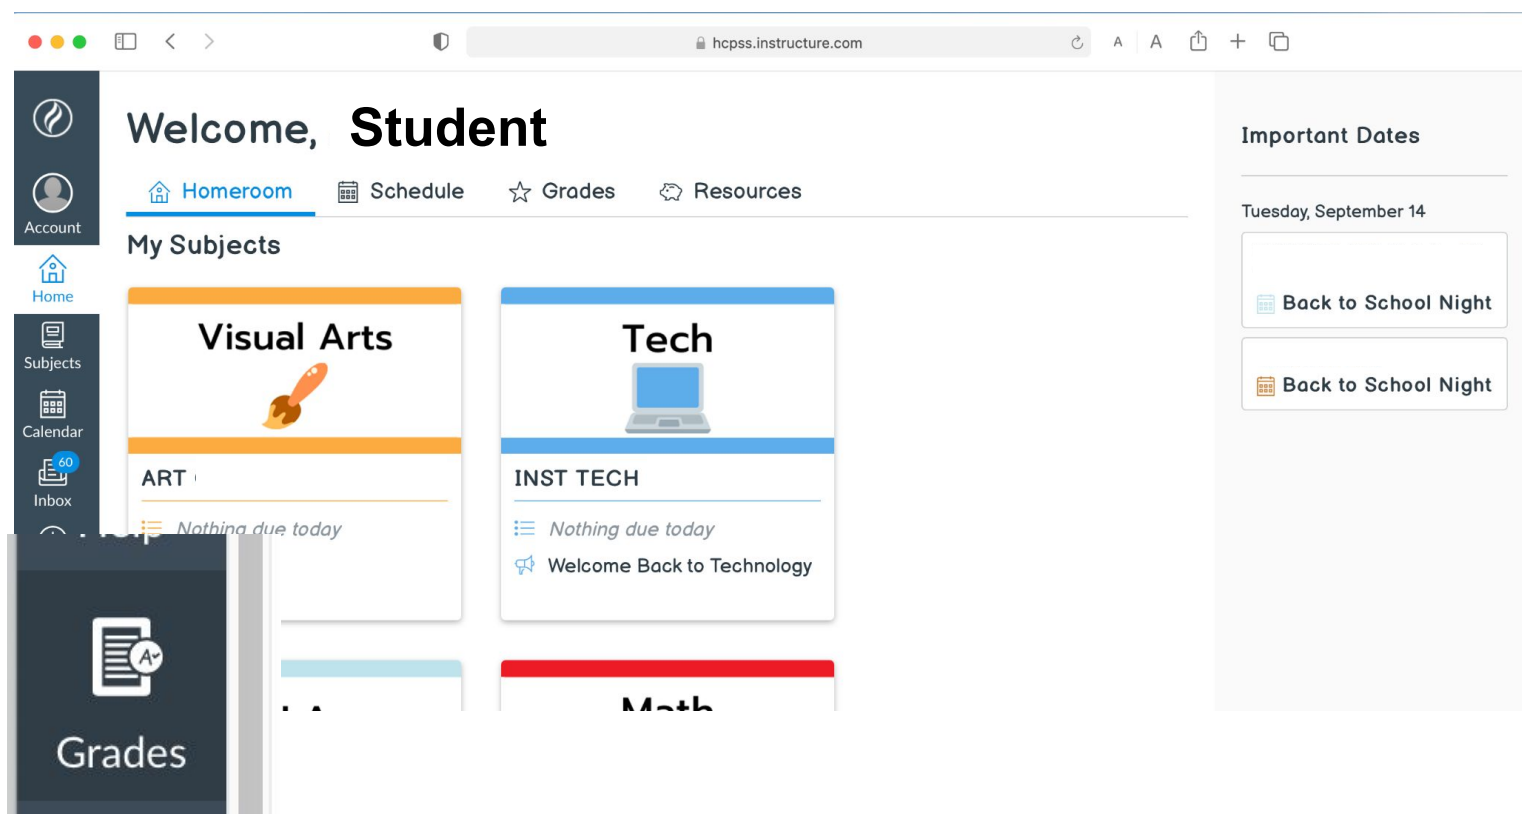 hcpss.instructure.com
A A
Welcome, Student
Homeroom Schedule Grades Resources
My Subjects
Account
Home
Subjects
Calendar
60
Inbox
Help
Grades
Visual Arts
ART
Nothing due today
Tech
INST TECH
Nothing due today
Welcome Back to Technology
Math
Important Dates
Tuesday, September 14
Back to School Night
Back to School Night